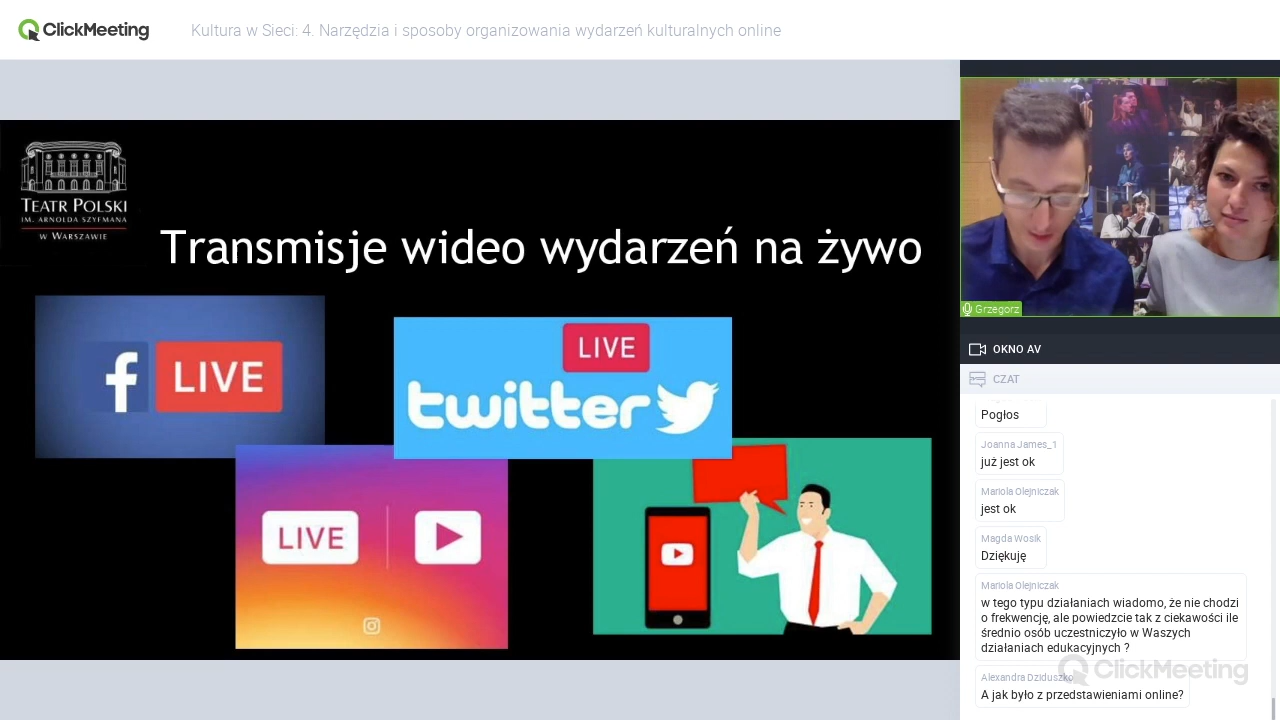 ClickMeeting
Kultura w Sieci: 4. Narzędzia i sposoby organizowania wydarzeń kulturalnych online
TEATR POLSKI
IM. ARNOLDA SZYFMANA
W WARSZAWIE
Transmisje wideo wydarzeń na żywo
f LIVE
LIVE
twitter
LIVE
Grzegorz
OKNO AV
CZAT
Pogłos
Joanna James_1
już jest ok
Mariola Olejniczak
jest ok
Magda Wosik
Dziękuję
Mariola Olejniczak
w tego typu działaniach wiadomo, że nie chodzi
o frekwencję, ale powiedzcie tak z ciekawości ile
średnio osób uczestniczyło w Waszych
działaniach edukacyjnych ?
ClickMeeting
Alexandra Dziduszko
A jak było z przedstawieniami online?